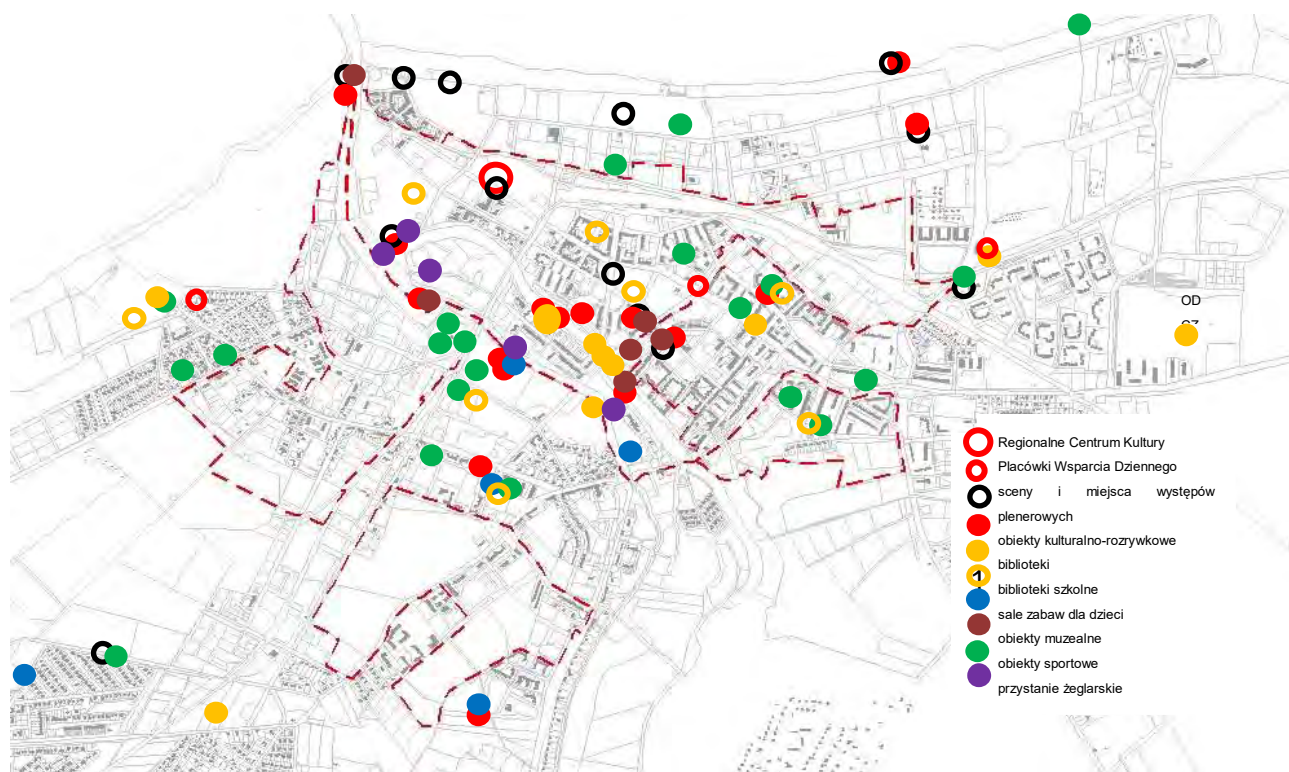 OD
Regionalne Centrum Kultury
Placówki Wsparcia Dziennego
sceny i miejsca występów
plenerowych
obiekty kulturalno-rozrywkowe
biblioteki
1
biblioteki szkolne
sale zabaw dla dzieci
obiekty muzealne
obiekty sportowe
przystanie żeglarskie